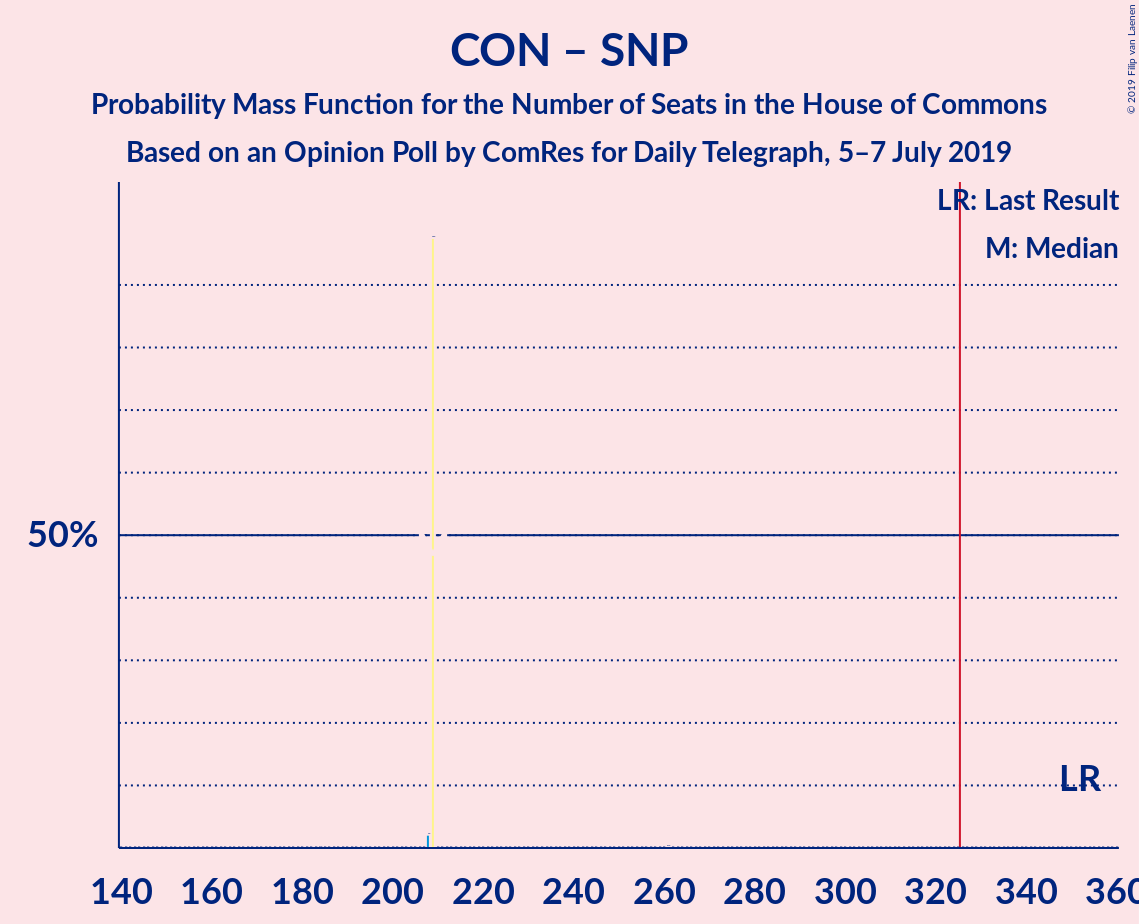 CON – SNP
Probability Mass Function for the Number of Seats in the House of Commons
Based on an Opinion Poll by ComRes for Daily Telegraph, 5–7 July 2019
© 2019 Filip van Laenen
LR: Last Result
M: Median
50%
LR
140 160 180 200 220 240 260 280 300 320 340 360